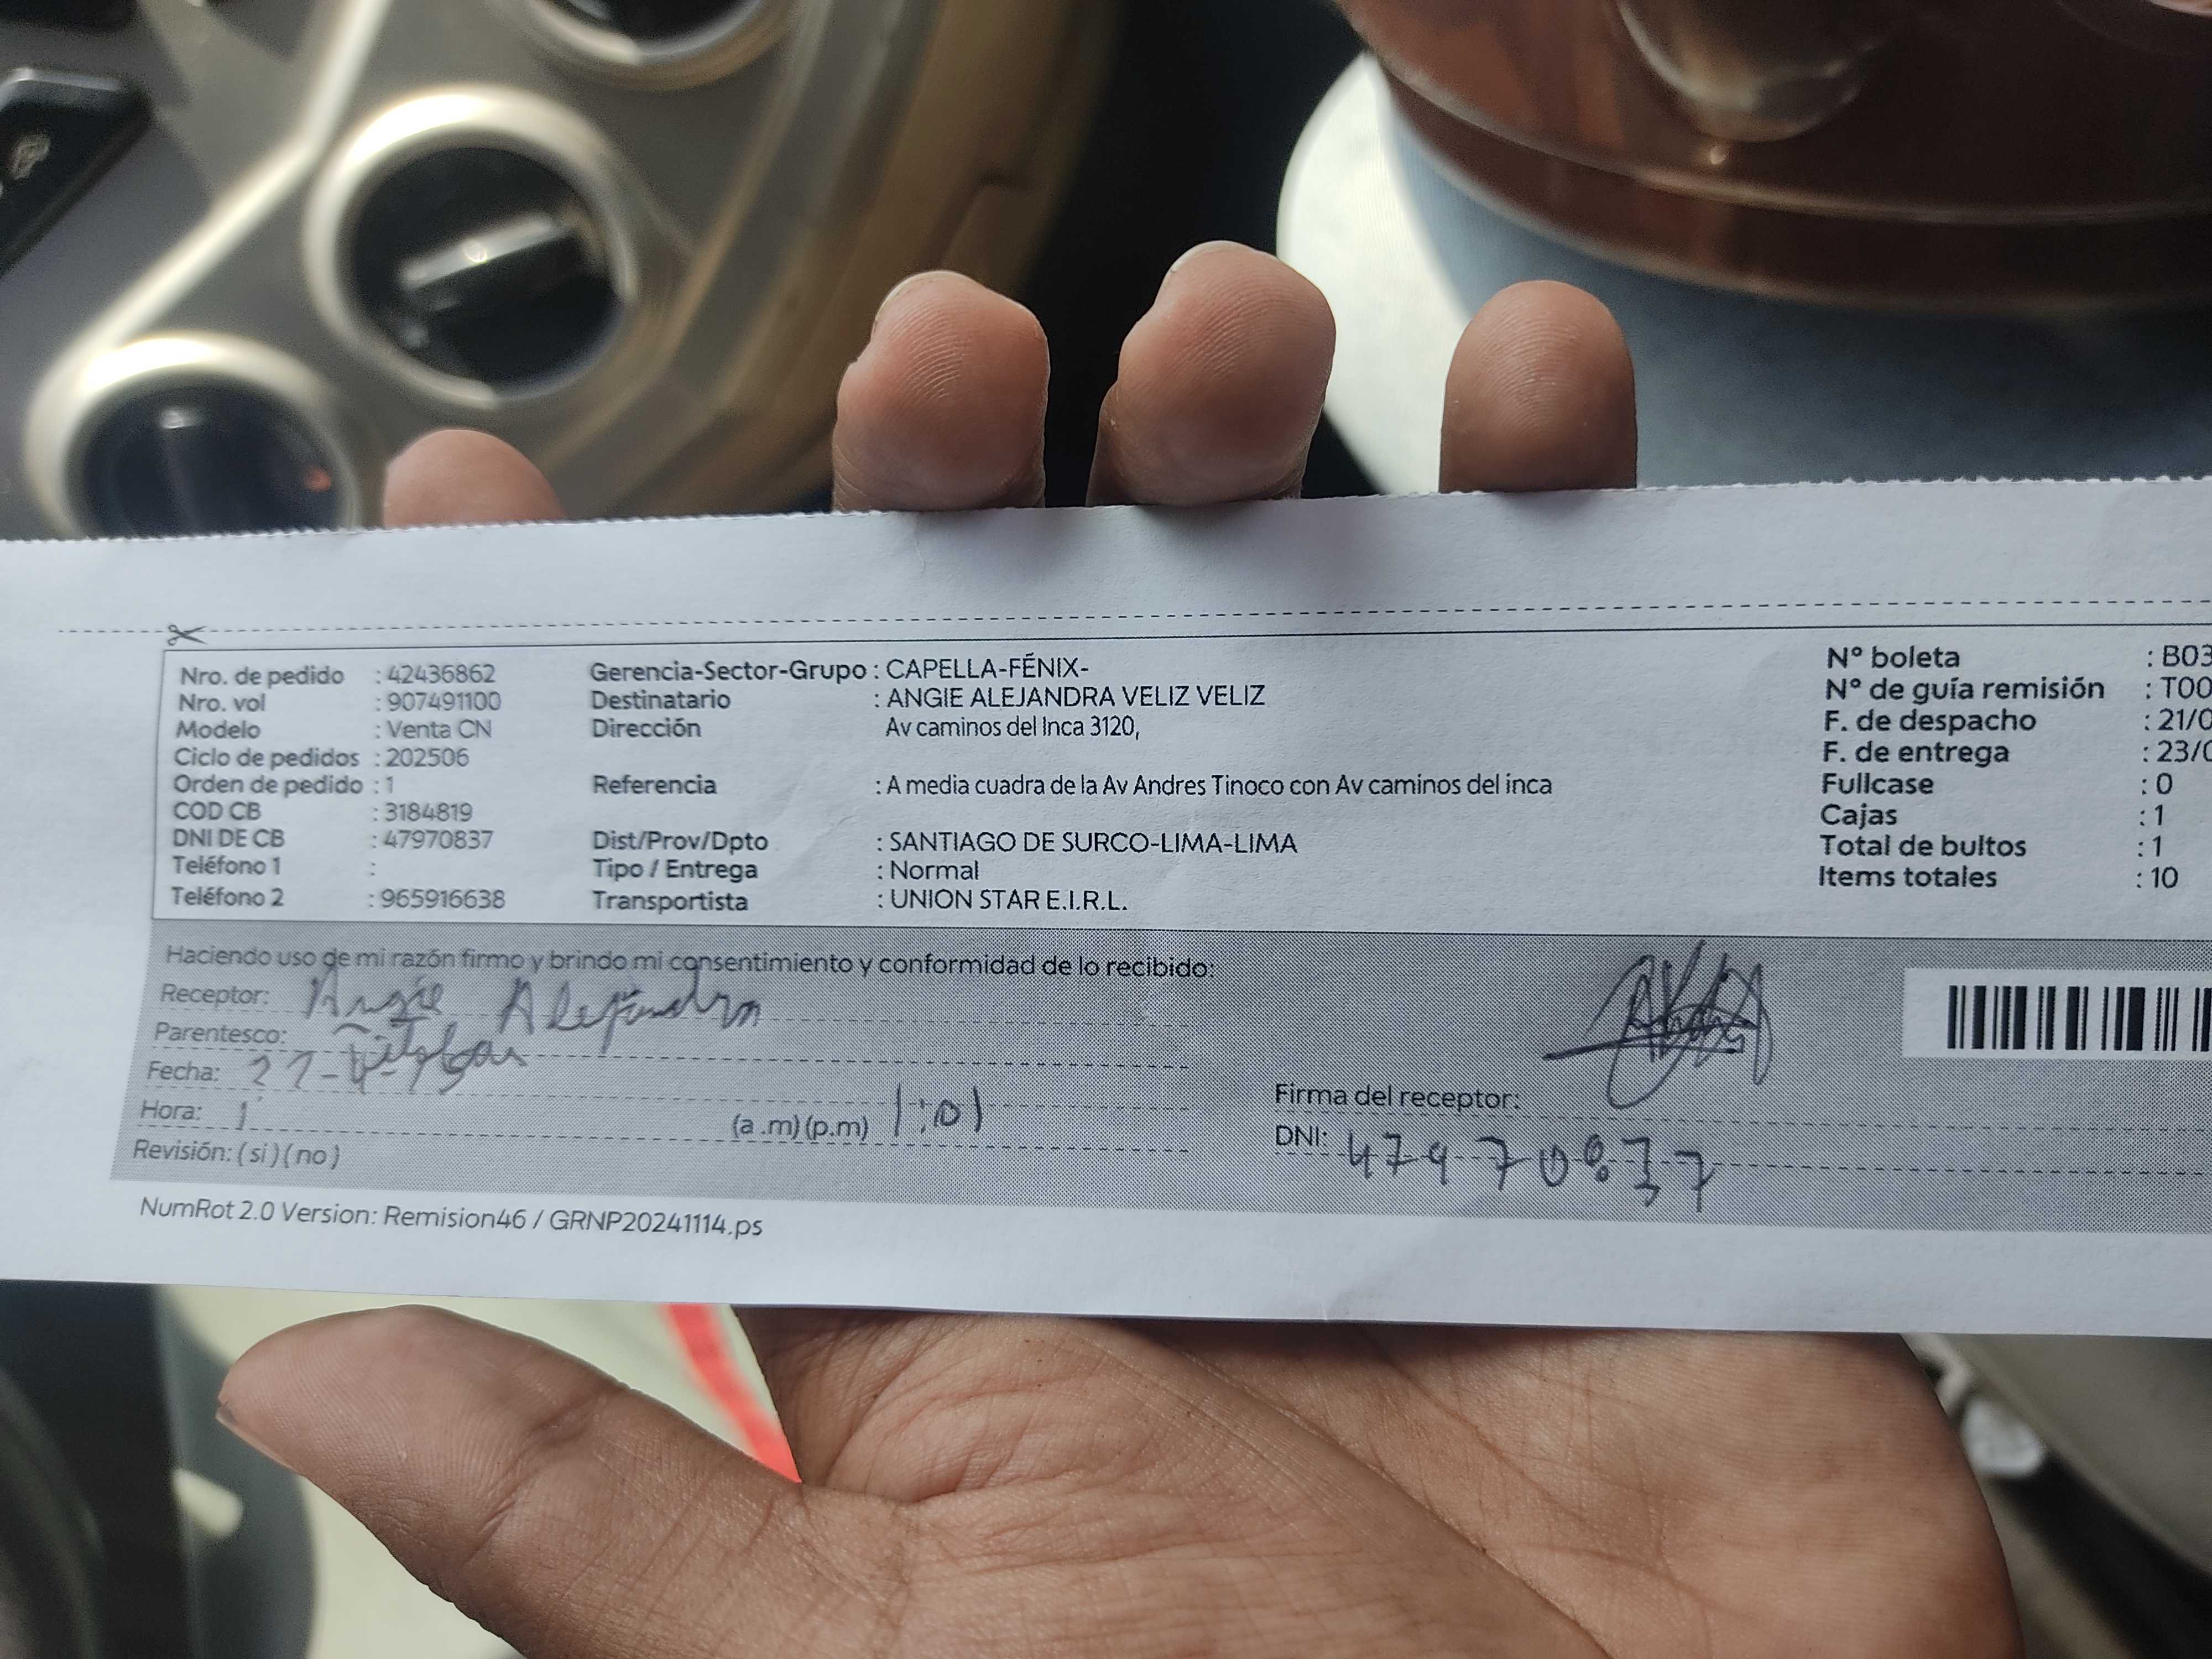 Nro. de pedido : 42436862 Gerencia-Sector-Grupo : CAPELLA-FÉNIX- N° boleta : B03
Nro. vol : 907491100 Destinatario : ANGIE ALEJANDRA VELIZ VELIZ N° de guía remisión : T00
Modelo : Venta CN Dirección Av caminos del Inca 3120, F. de despacho : 21/0
Ciclo de pedidos : 202506 F. de entrega : 23/0
Orden de pedido : 1 Referencia : A media cuadra de la Av Andres Tinoco con Av caminos del inca Fullcase : 0
COD CB : 3184819 Cajas : 1
DNI DE CB : 47970837 Dist/Prov/Dpto : SANTIAGO DE SURCO-LIMA-LIMA Total de bultos : 1
Teléfono 1 : Tipo / Entrega : Normal Items totales : 10
Teléfono 2 : 965916638 Transportista : UNION STAR E.I.R.L.
Haciendo uso de mi razón firmo y brindo mi consentimiento y conformidad de lo recibido:
Receptor: Angie Alejandra
Parentesco:
Fecha:
Hora: 1 (a .m) (p.m) 1:01
Revisión: ( si ) ( no )
Firma del receptor:
DNI: 47970837
NumRot 2.0 Version: Remision46 / GRNP20241114.ps